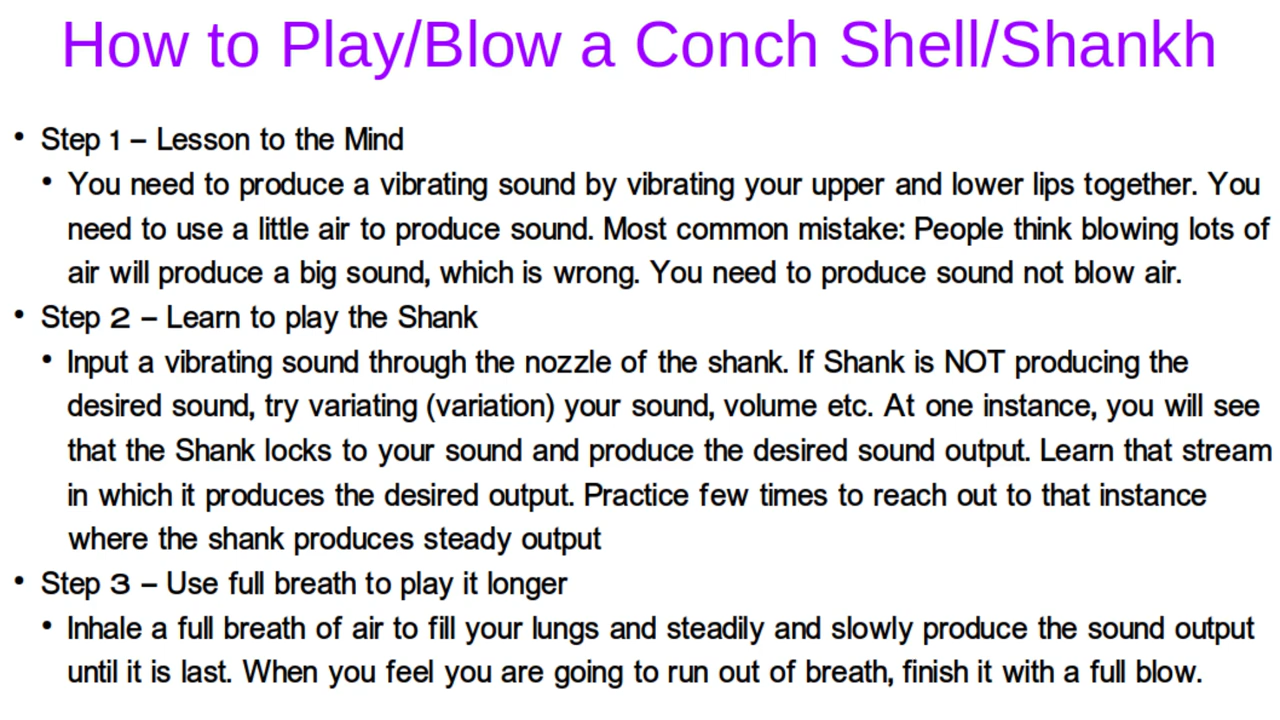 How to Play/Blow a Conch Shell/Shankh
• Step 1 – Lesson to the Mind
• You need to produce a vibrating sound by vibrating your upper and lower lips together. You
need to use a little air to produce sound. Most common mistake: People think blowing lots of
air will produce a big sound, which is wrong. You need to produce sound not blow air.
• Step 2 – Learn to play the Shank
• Input a vibrating sound through the nozzle of the shank. If Shank is NOT producing the
desired sound, try variating (variation) your sound, volume etc. At one instance, you will see
that the Shank locks to your sound and produce the desired sound output. Learn that stream
in which it produces the desired output. Practice few times to reach out to that instance
where the shank produces steady output
• Step 3 – Use full breath to play it longer
• Inhale a full breath of air to fill your lungs and steadily and slowly produce the sound output
until it is last. When you feel you are going to run out of breath, finish it with a full blow.